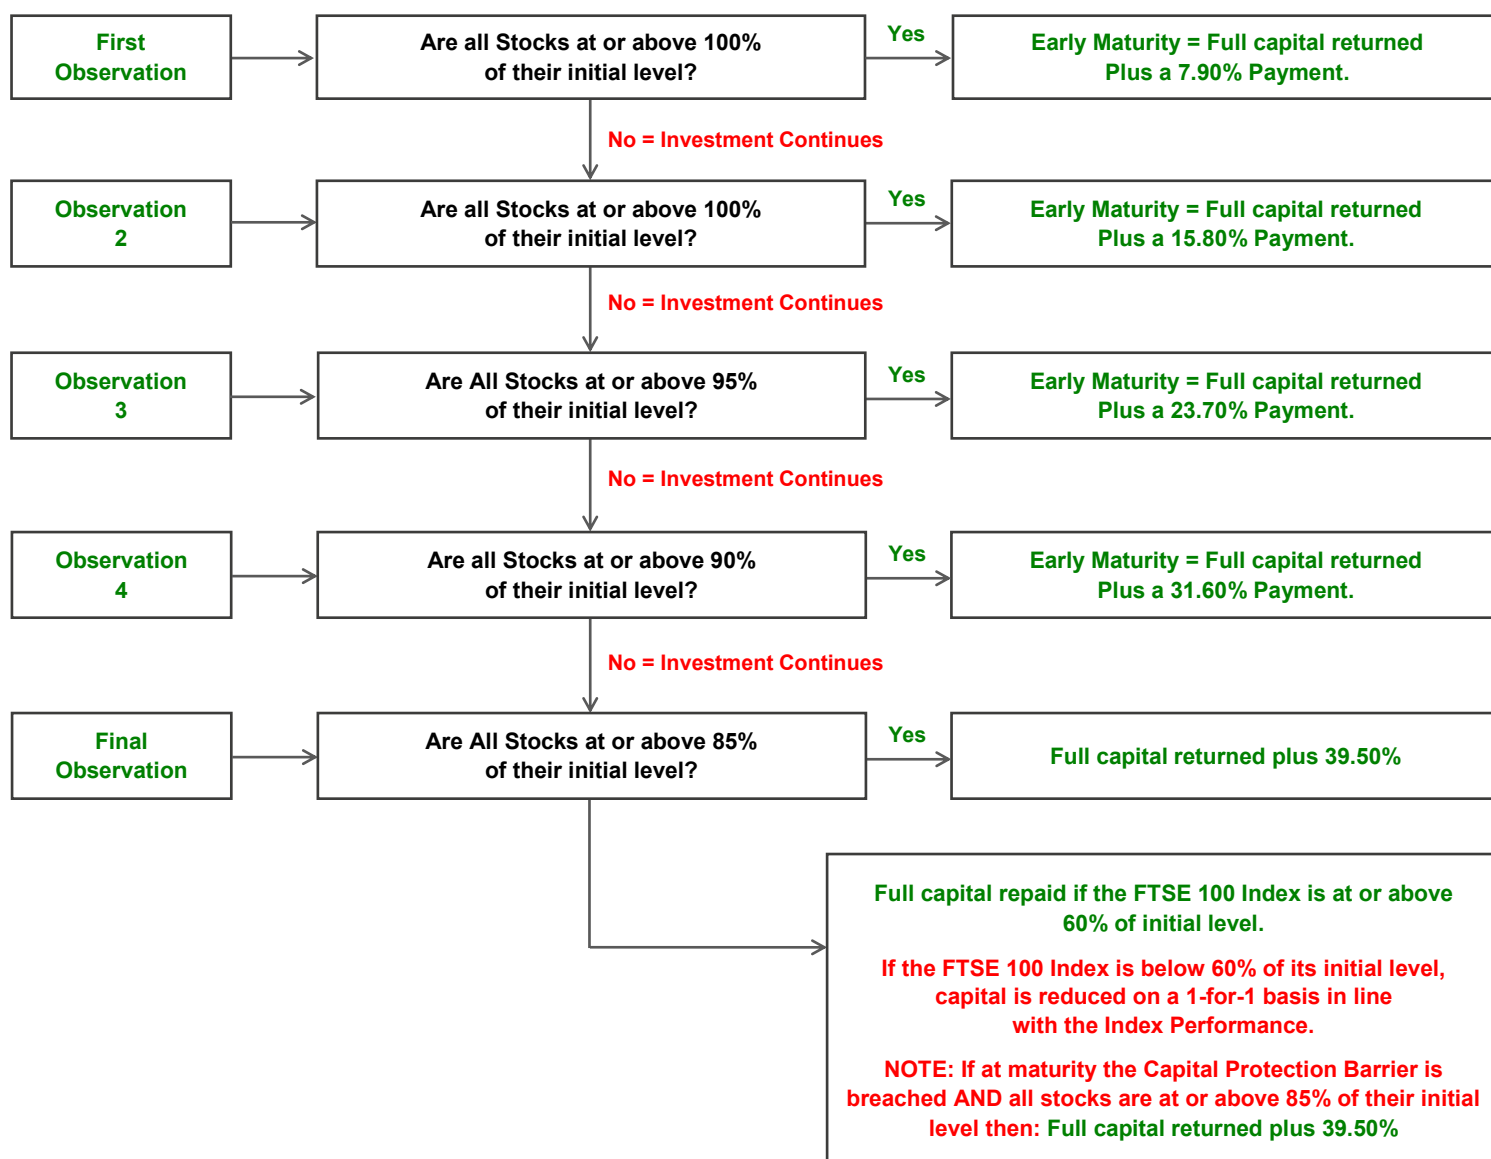 First
Observation
Are all Stocks at or above 100%
of their initial level?
Yes
Early Maturity = Full capital returned
Plus a 7.90% Payment.
No = Investment Continues
Observation
2
Are all Stocks at or above 100%
of their initial level?
Yes
Early Maturity = Full capital returned
Plus a 15.80% Payment.
No = Investment Continues
Observation
3
Are All Stocks at or above 95%
of their initial level?
Yes
Early Maturity = Full capital returned
Plus a 23.70% Payment.
No = Investment Continues
Observation
4
Are all Stocks at or above 90%
of their initial level?
Yes
Early Maturity = Full capital returned
Plus a 31.60% Payment.
No = Investment Continues
Final
Observation
Are All Stocks at or above 85%
of their initial level?
Yes
Full capital returned plus 39.50%
Full capital repaid if the FTSE 100 Index is at or above
60% of initial level.
If the FTSE 100 Index is below 60% of its initial level,
capital is reduced on a 1-for-1 basis in line
with the Index Performance.
NOTE: If at maturity the Capital Protection Barrier is
breached AND all stocks are at or above 85% of their initial
level then: Full capital returned plus 39.50%